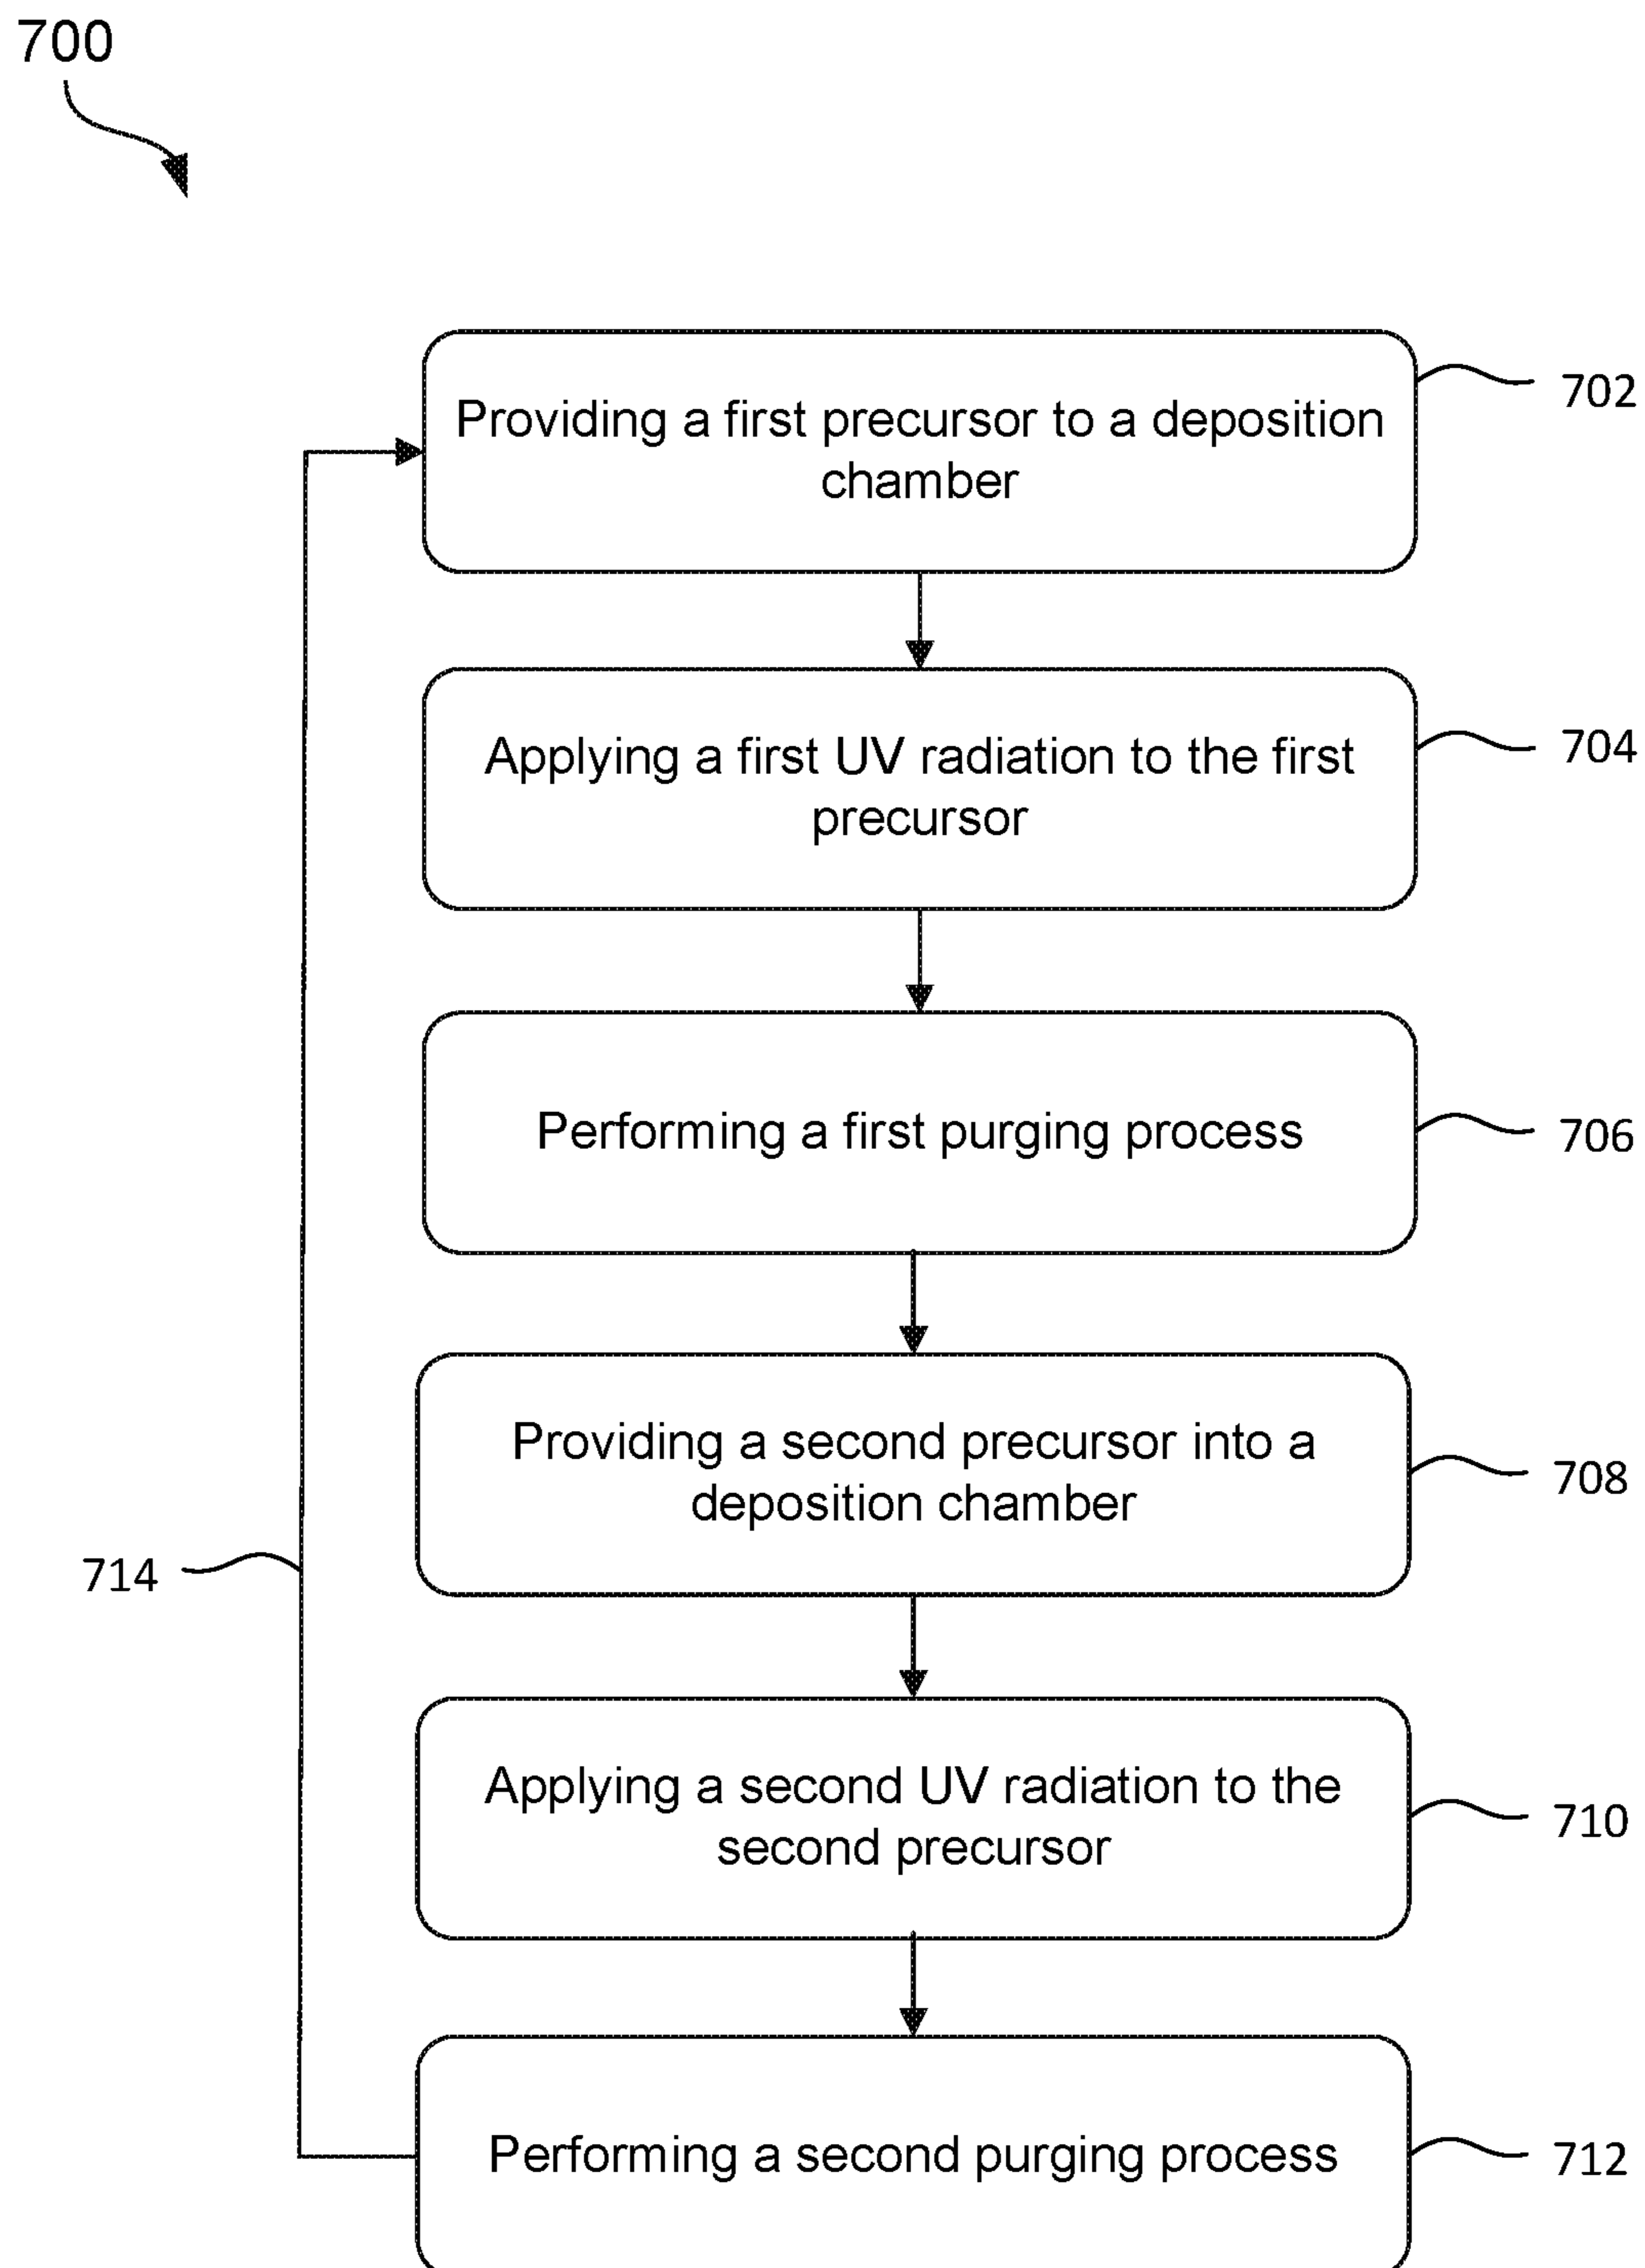 700
Providing a first precursor to a deposition
chamber
702
Applying a first UV radiation to the first
precursor
704
Performing a first purging process
706
Providing a second precursor into a
deposition chamber
708
714
Applying a second UV radiation to the
second precursor
710
Performing a second purging process
712